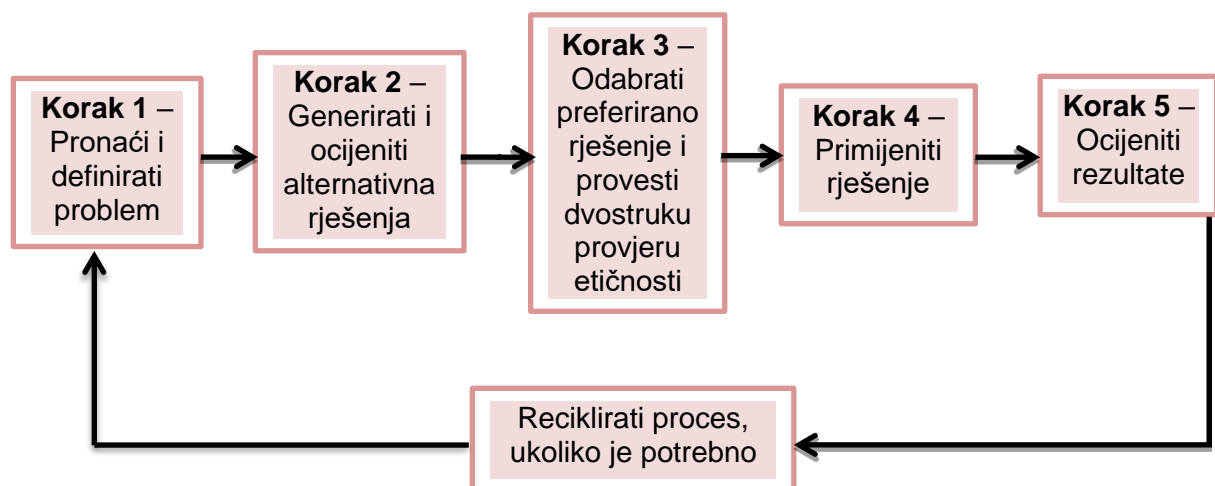 Korak 1 –
Pronaći i
definirati
problem
Korak 2 –
Generirati i
ocijeniti
alternativna
rješenja
Korak 3 –
Odabrati
preferirano
rješenje i
provesti
dvostruku
provjeru
etičnosti
Korak 4 –
Primijeniti
rješenje
Korak 5 –
Ocijeniti
rezultate
Reciklirati proces,
ukoliko je potrebno